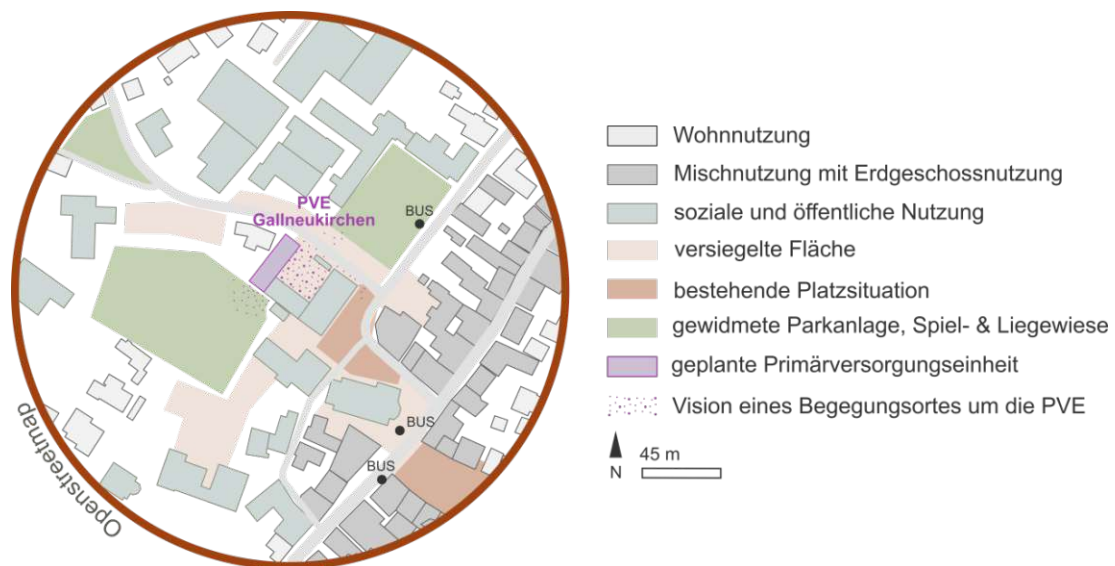 PVE
Gallneukirchen
BUS
BUS
BUS
Openstreetmap
Wohnnutzung
Mischnutzung mit Erdgeschossnutzung
soziale und öffentliche Nutzung
versiegelte Fläche
bestehende Platzsituation
gewidmete Parkanlage, Spiel- & Liegewiese
geplante Primärversorgungseinheit
Vision eines Begegungsortes um die PVE
45 m
N